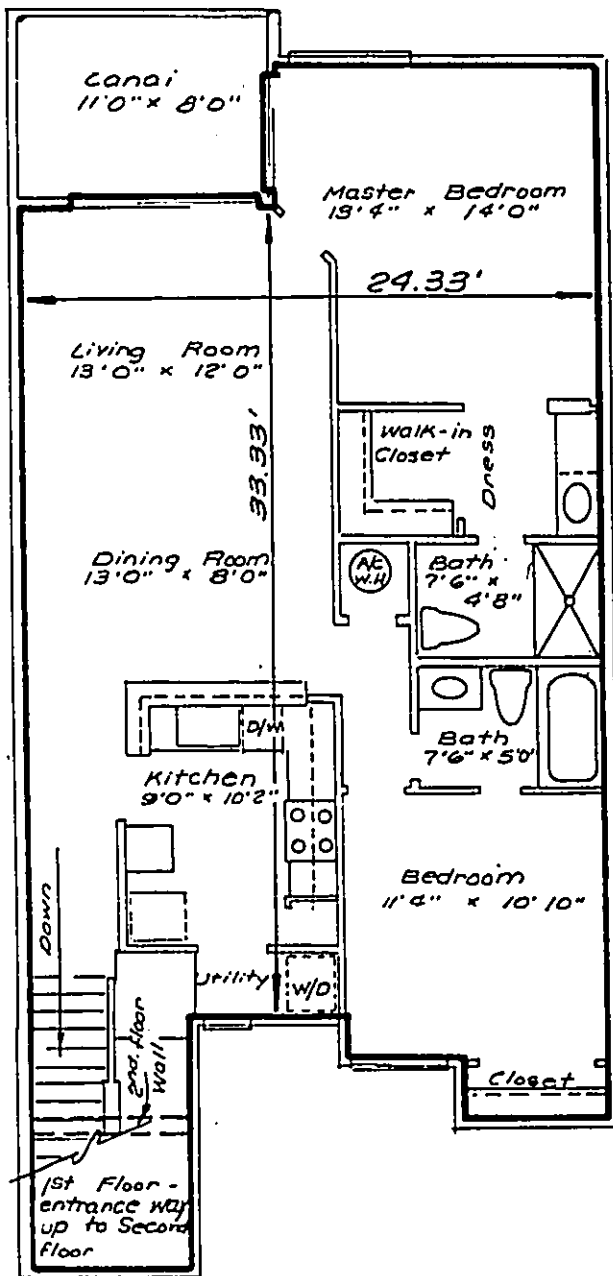 Lanai
11'0" × 8'0"
Master Bedroom
13'4" × 14'0"
24.33'
Living Room
13'0" × 12'0"
33.33'
Walk-in
Closet
Dress
Dining Room
13'0" × 8'0"
A/C
W.H
Bath
7'6" ×
4'8"
D/W
Bath
7'6" × 5'0"
Kitchen
9'0" × 10'2"
Bedroom
11'4" × 10'10"
Down
Utility
W/D
2nd. floor
Wall
Closet
1st Floor -
entrance way
up to Second
floor